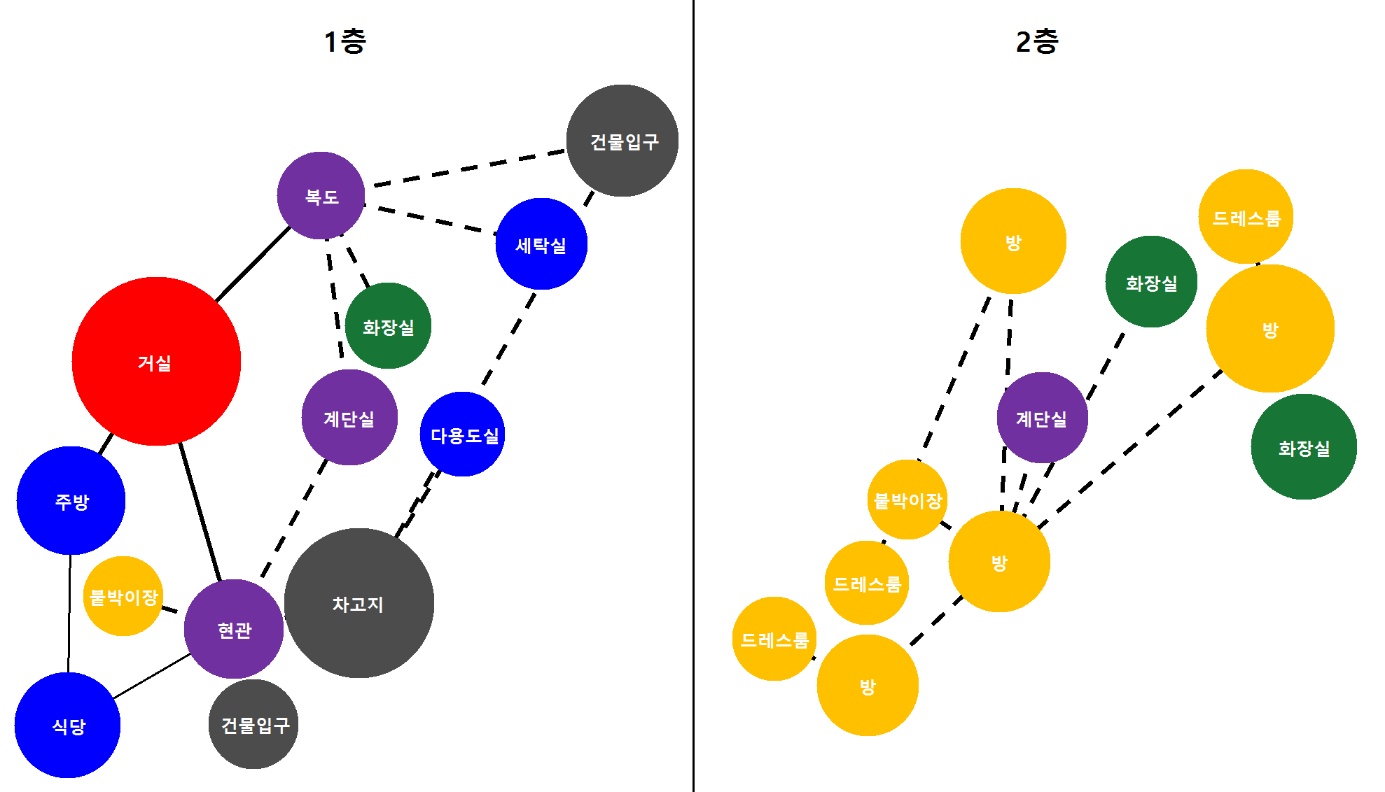 1층
건물입구
복도
세탁실
화장실
거실
계단실
다용도실
주방
붙박이장
차고지
현관
식당
건물입구
2층
드레스룸
방
화장실
방
계단실
화장실
붙박이장
방
드레스룸
드레스룸
방